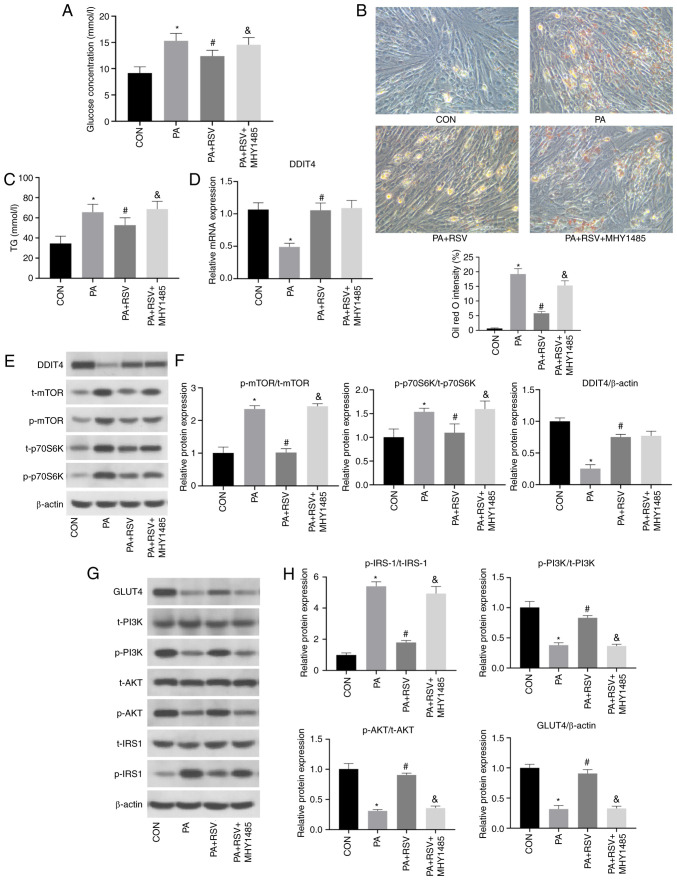 A
Glucose concentration (mmol/l)
20
15
10
5
0
*
#
&
CON
PA
PA+RSV
PA+RSV+
MHY1485
B
CON
PA
PA+RSV
PA+RSV+MHY1485
Oil red O intensity (%)
25
20
15
10
5
0
*
#
&
CON
PA
PA+RSV
PA+RSV+
MHY1485
C
TG (mmol/l)
100
80
60
40
20
0
*
#
&
CON
PA
PA+RSV
PA+RSV+
MHY1485
D
DDIT4
Relative mRNA expression
1.5
1.0
0.5
0
*
#
CON
PA
PA+RSV
PA+RSV+
MHY1485
E
DDIT4
t-mTOR
p-mTOR
t-p70S6K
p-p70S6K
β-actin
CON
PA
PA+RSV
PA+RSV+
MHY1485
F
p-mTOR/t-mTOR
Relative protein expression
3
2
1
0
*
#
&
CON
PA
PA+RSV
PA+RSV+
MHY1485
p-p70S6K/t-p70S6K
Relative protein expression
2.0
1.5
1.0
0.5
0
*
#
&
CON
PA
PA+RSV
PA+RSV+
MHY1485
DDIT4/β-actin
Relative protein expression
1.5
1.0
0.5
0
*
#
CON
PA
PA+RSV
PA+RSV+
MHY1485
G
GLUT4
t-PI3K
p-PI3K
t-AKT
p-AKT
t-IRS1
p-IRS1
β-actin
CON
PA
PA+RSV
PA+RSV+
MHY1485
H
p-IRS-1/t-IRS-1
Relative protein expression
6
4
2
0
*
#
&
CON
PA
PA+RSV
PA+RSV+
MHY1485
p-PI3K/t-PI3K
Relative protein expression
1.5
1.0
0.5
0
*
#
&
CON
PA
PA+RSV
PA+RSV+
MHY1485
p-AKT/t-AKT
Relative protein expression
1.5
1.0
0.5
0
*
#
&
CON
PA
PA+RSV
PA+RSV+
MHY1485
GLUT4/β-actin
Relative protein expression
1.5
1.0
0.5
0
*
#
&
CON
PA
PA+RSV
PA+RSV+
MHY1485